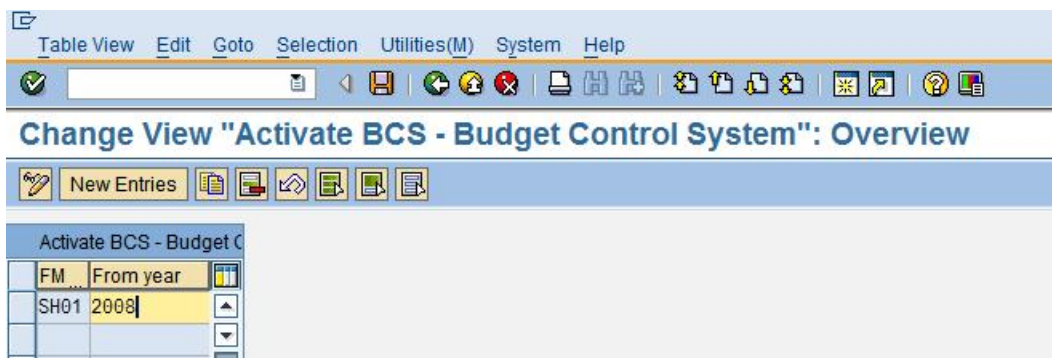 Table View Edit Goto Selection Utilities(M) System Help
Change View "Activate BCS - Budget Control System": Overview
New Entries
Activate BCS - Budget C
FM ... From year
SH01 2008